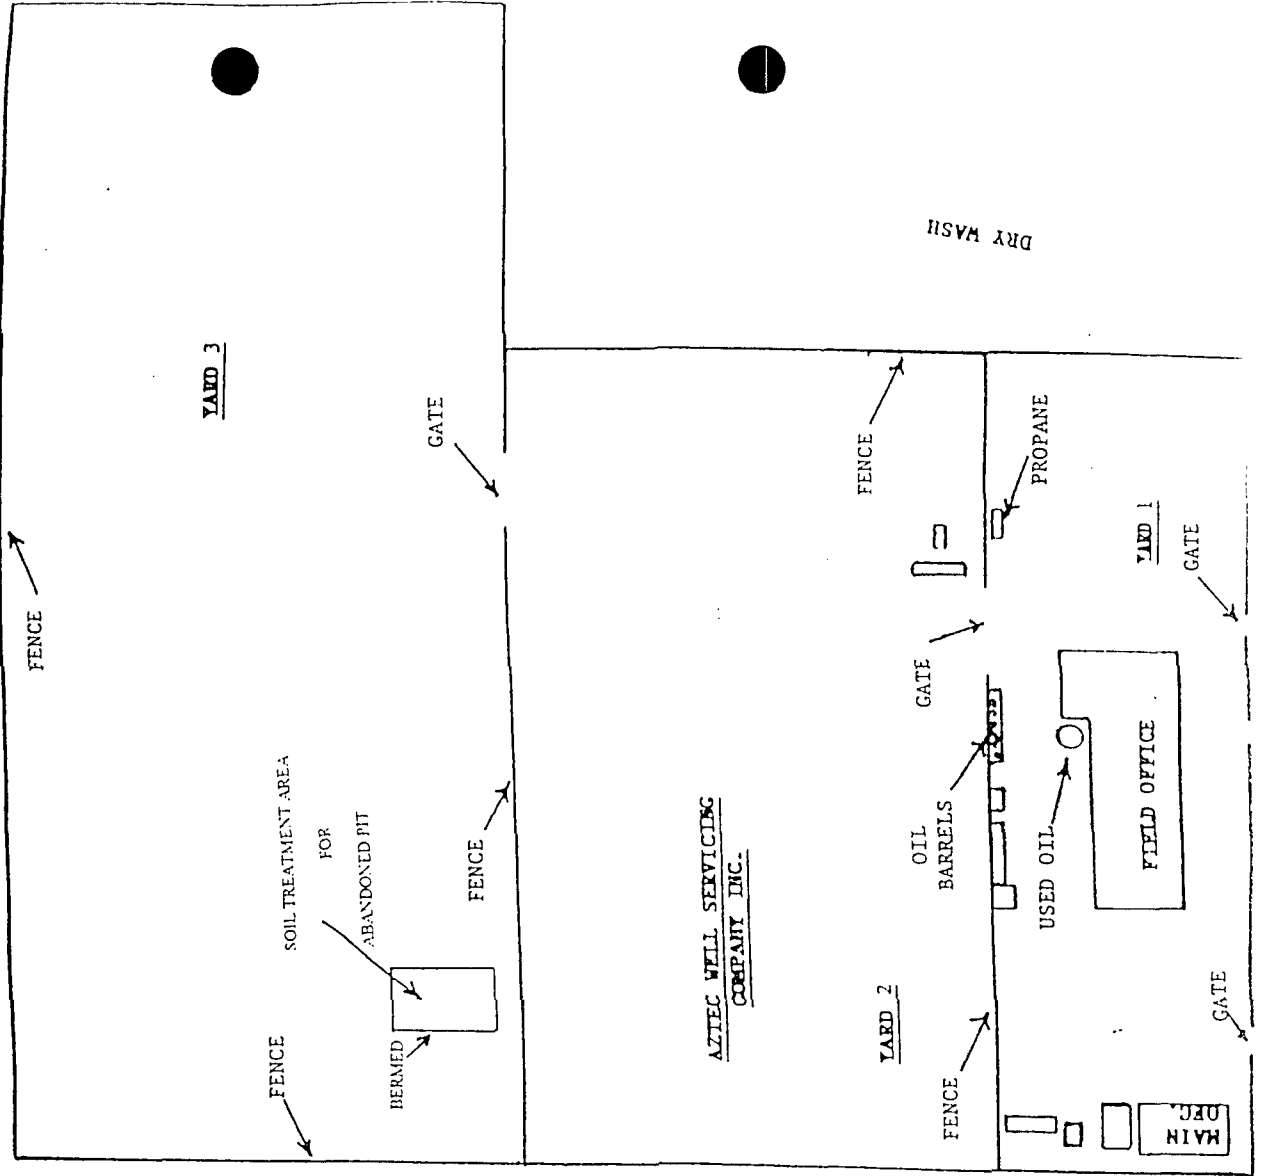 FENCE
YARD 3
GATE
SOIL TREATMENT AREA
FOR
ABANDONED PIT
FENCE
BERMED
FENCE
DRY WASH
FENCE
PROPANE
GATE
AZTEC WELL SERVICING
COMPANY INC.
YARD 2
OIL
BARRELS
USED OIL
FIELD OFFICE
YARD 1
GATE
FENCE
GATE
MAIN
OFC.